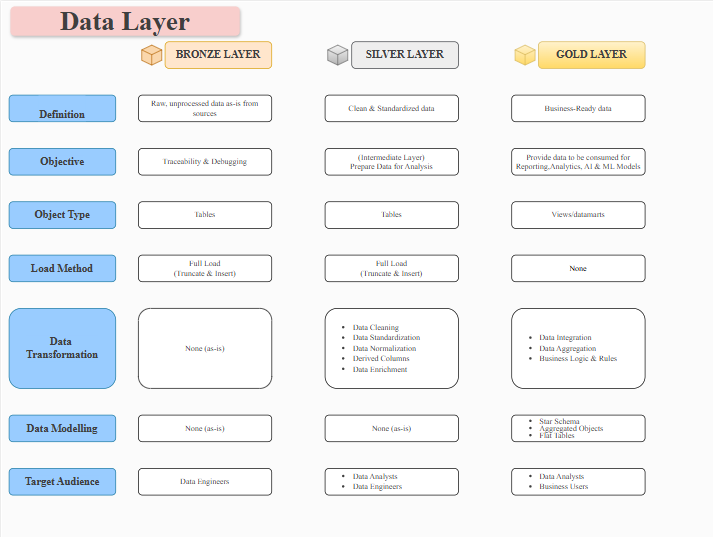 Data Layer
BRONZE LAYER
SILVER LAYER
GOLD LAYER
Definition
Raw, unprocessed data as-is from
sources
Clean & Standardized data
Business-Ready data
Objective
Traceability & Debugging
(Intermediate Layer)
Prepare Data for Analysis
Provide data to be consumed for
Reporting,Analytics, AI & ML Models
Object Type
Tables
Tables
Views/datamarts
Load Method
Full Load
(Truncate & Insert)
Full Load
(Truncate & Insert)
None
Data
Transformation
None (as-is)
• Data Cleaning
• Data Standardization
• Data Normalization
• Derived Columns
• Data Enrichment
• Data Integration
• Data Aggregation
• Business Logic & Rules
Data Modelling
None (as-is)
None (as-is)
• Star Schema
• Aggregated Objects
• Flat Tables
Target Audience
Data Engineers
• Data Analysts
• Data Engineers
• Data Analysts
• Business Users